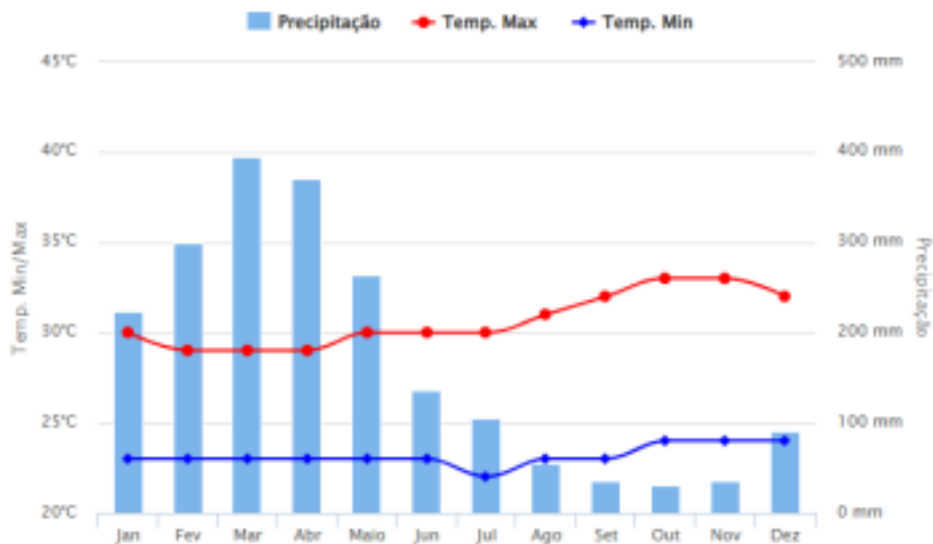 Precipitação Temp. Max Temp. Min
45°C 500 mm
40°C 400 mm
35°C 300 mm
30°C 200 mm
25°C 100 mm
20°C 0 mm
Temp. Min/Max
Precipitação
Jan Fev Mar Abr Maio Jun Jul Ago Set Out Nov Dez